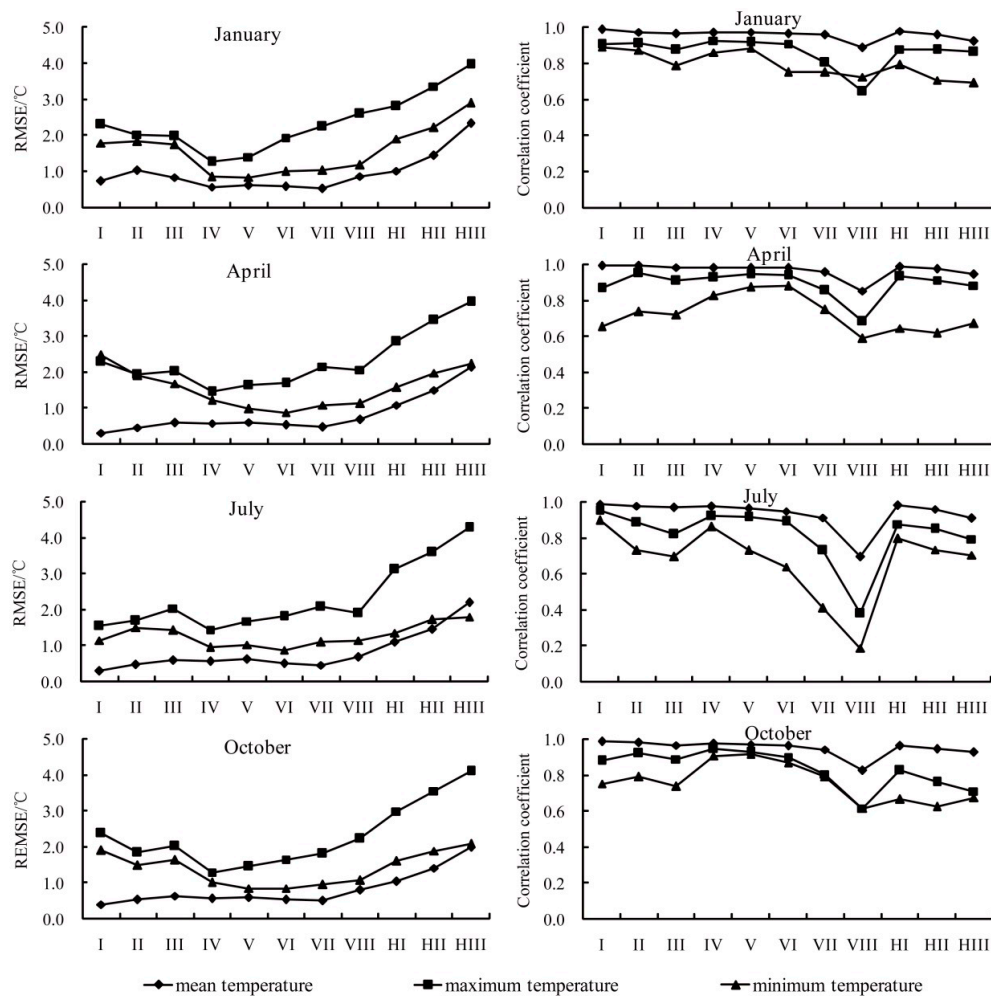 January
RMSE/℃
5.0
4.0
3.0
2.0
1.0
0.0
I II III IV V VI VII VIII HI HII HIII
January
Correlation coefficient
1.0
0.8
0.6
0.4
0.2
0.0
I II III IV V VI VII VIII HI HII HIII
April
RMSE/℃
5.0
4.0
3.0
2.0
1.0
0.0
I II III IV V VI VII VIII HI HII HIII
April
Correlation coefficient
1.0
0.8
0.6
0.4
0.2
0.0
I II III IV V VI VII VIII HI HII HIII
July
RMSE/℃
5.0
4.0
3.0
2.0
1.0
0.0
I II III IV V VI VII VIII HI HII HIII
July
Correlation coefficient
1.0
0.8
0.6
0.4
0.2
0.0
I II III IV V VI VII VIII HI HII HIII
October
REMSE/℃
5.0
4.0
3.0
2.0
1.0
0.0
I II III IV V VI VII VIII HI HII HIII
October
Correlation coefficient
1.0
0.8
0.6
0.4
0.2
0.0
I II III IV V VI VII VIII HI HII HIII
mean temperature maximum temperature minimum temperature